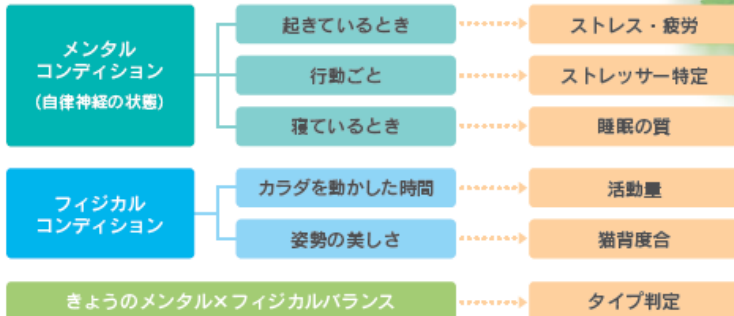 メンタル
コンディション
(自律神経の状態)
起きているとき
ストレス・疲労
行動ごと
ストレッサー特定
寝ているとき
睡眠の質
フィジカル
コンディション
カラダを動かした時間
活動量
姿勢の美しさ
猫背度合
きょうのメンタル×フィジカルバランス
タイプ判定